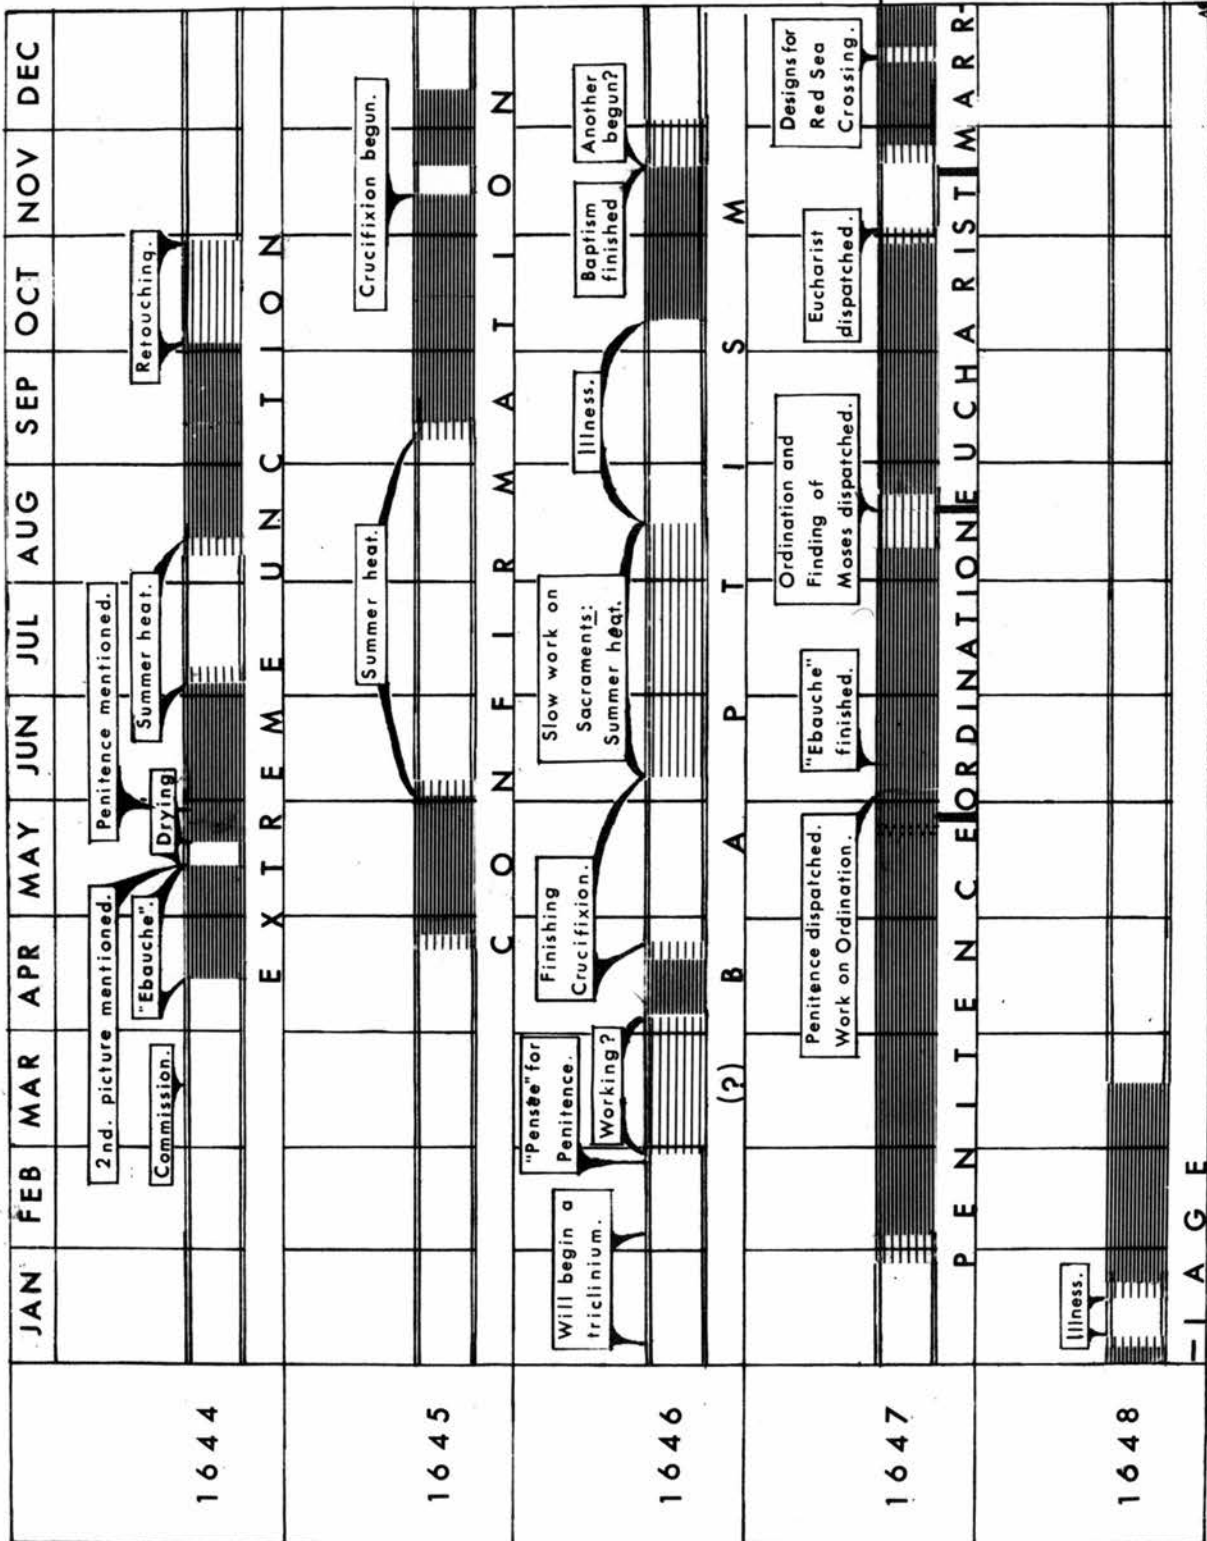 JAN FEB MAR APR MAY JUN JUL AUG SEP OCT NOV DEC
1644
2nd. picture mentioned.
Penitence mentioned.
Commission.
"Ebauche".
Drying
Summer heat.
Retouching.
EXTREME UNCTION
1645
Summer heat.
Crucifixion begun.
CONFIRMATION
1646
Will begin a
triclinium.
"Pensée" for
Penitence.
Working?
Finishing
Crucifixion.
Slow work on
Sacraments:
Summer heat.
Illness.
Baptism
finished
Another
begun?
(?) BAPTISM
1647
Penitence dispatched.
Work on Ordination.
"Ebauche"
finished.
Ordination and
Finding of
Moses dispatched.
Eucharist
dispatched.
Designs for
Red Sea
Crossing.
PENITENCE ORDINATION EUCHARIST MARR-
1648
Illness.
–IAGE